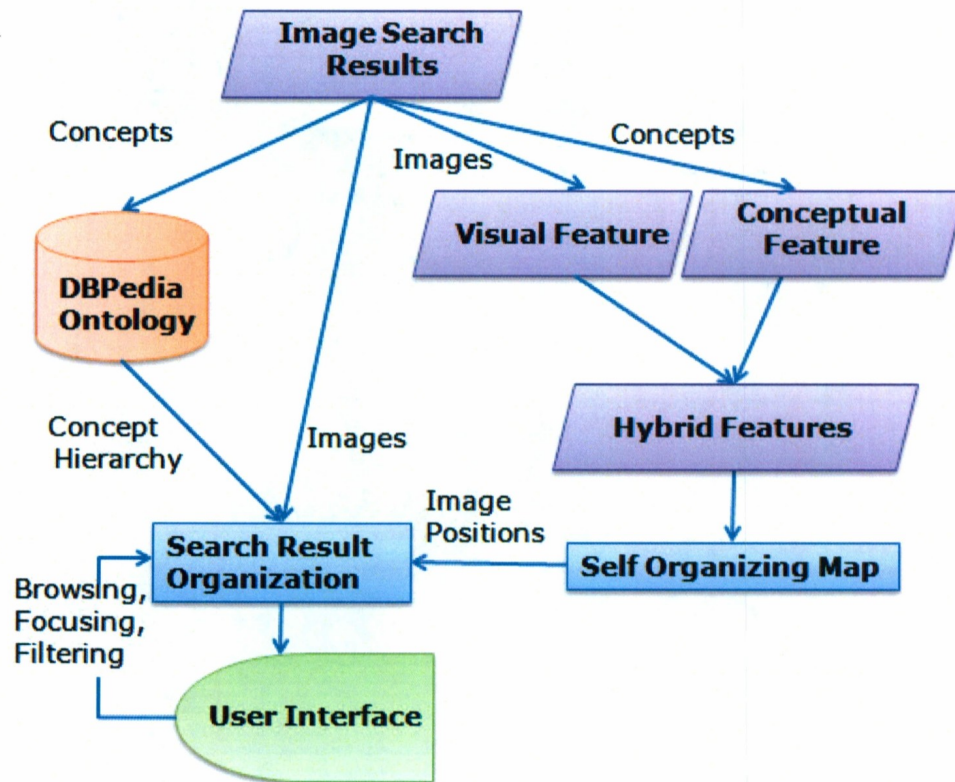 Image Search
Results
Concepts
Images
Concepts
Visual Feature
Conceptual
Feature
DBPedia
Ontology
Concept
Hierarchy
Images
Hybrid Features
Image
Positions
Search Result
Organization
Self Organizing Map
Browsing,
Focusing,
Filtering
User Interface